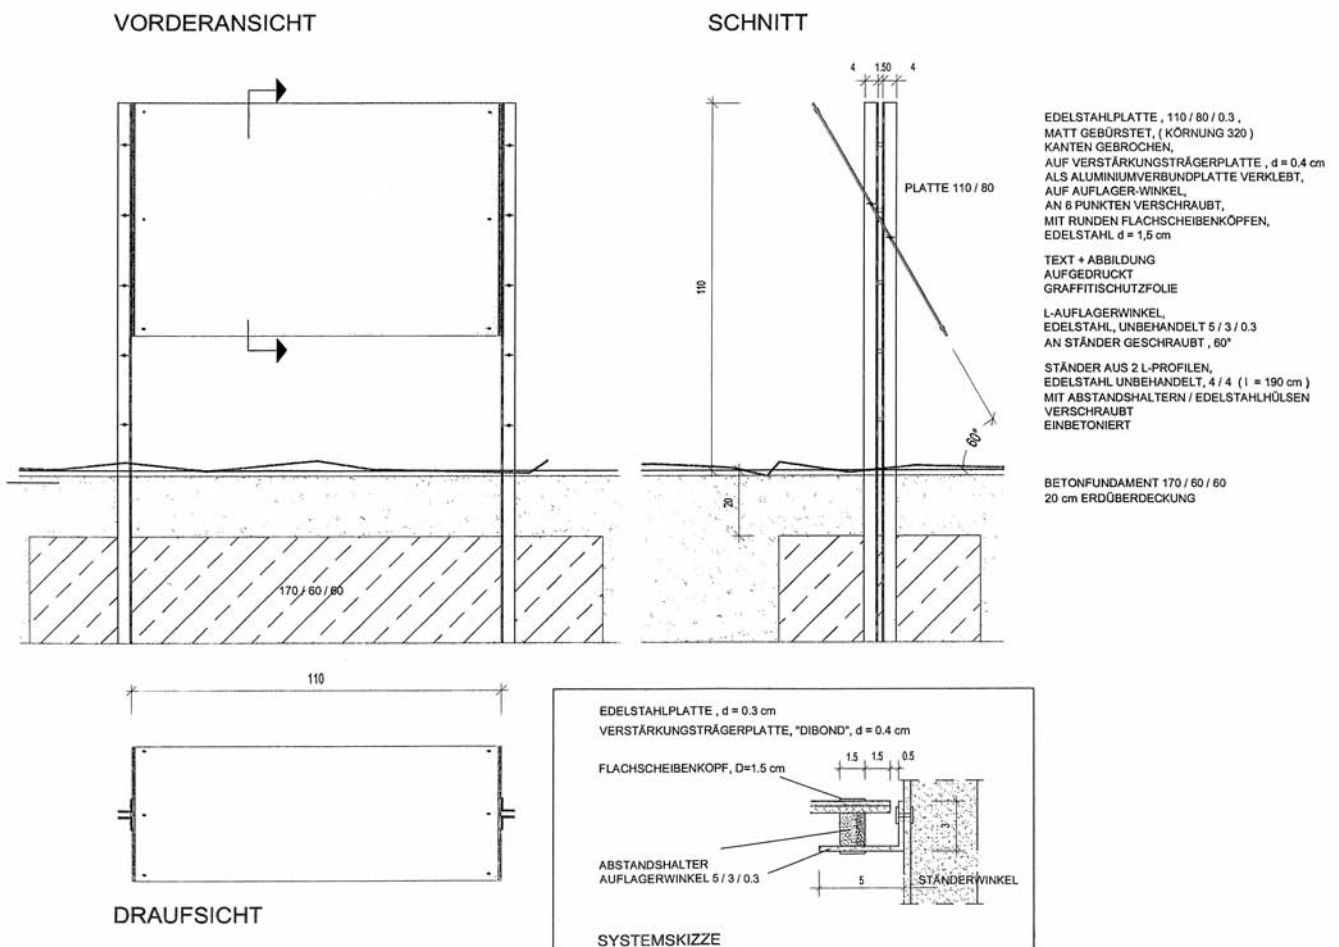 VORDERANSICHT
SCHNITT
4 1.50 4
EDELSTAHLPLATTE , 110 / 80 / 0.3 ,
MATT GEBÜRSTET, ( KÖRNUNG 320 )
KANTEN GEBROCHEN,
AUF VERSTÄRKUNGSTRÄGERPLATTE , d = 0.4 cm
ALS ALUMINIUMVERBUNDPLATTE VERKLEBT,
AUF AUFLAGER-WINKEL,
AN 6 PUNKTEN VERSCHRAUBT,
MIT RUNDEN FLACHSCHEIBENKÖPFEN,
EDELSTAHL d = 1,5 cm
TEXT + ABBILDUNG
AUFGEDRUCKT
GRAFFITISCHUTZFOLIE
L-AUFLAGERWINKEL,
EDELSTAHL, UNBEHANDELT 5 / 3 / 0.3
AN STÄNDER GESCHRAUBT , 60°
STÄNDER AUS 2 L-PROFILEN,
EDELSTAHL UNBEHANDELT, 4 / 4 ( l = 190 cm )
MIT ABSTANDSHALTERN / EDELSTAHLHÜLSEN
VERSCHRAUBT
EINBETONIERT
BETONFUNDAMENT 170 / 60 / 60
20 cm ERDÜBERDECKUNG
PLATTE 110 / 80
110
60°
20
170 / 60 / 60
110
DRAUFSICHT
EDELSTAHLPLATTE , d = 0.3 cm
VERSTÄRKUNGSTRÄGERPLATTE, "DIBOND", d = 0.4 cm
1.5 1.5 0.5
FLACHSCHEIBENKOPF, D=1.5 cm
3
ABSTANDSHALTER
AUFLAGERWINKEL 5 / 3 / 0.3
5
STÄNDERWINKEL
SYSTEMSKIZZE